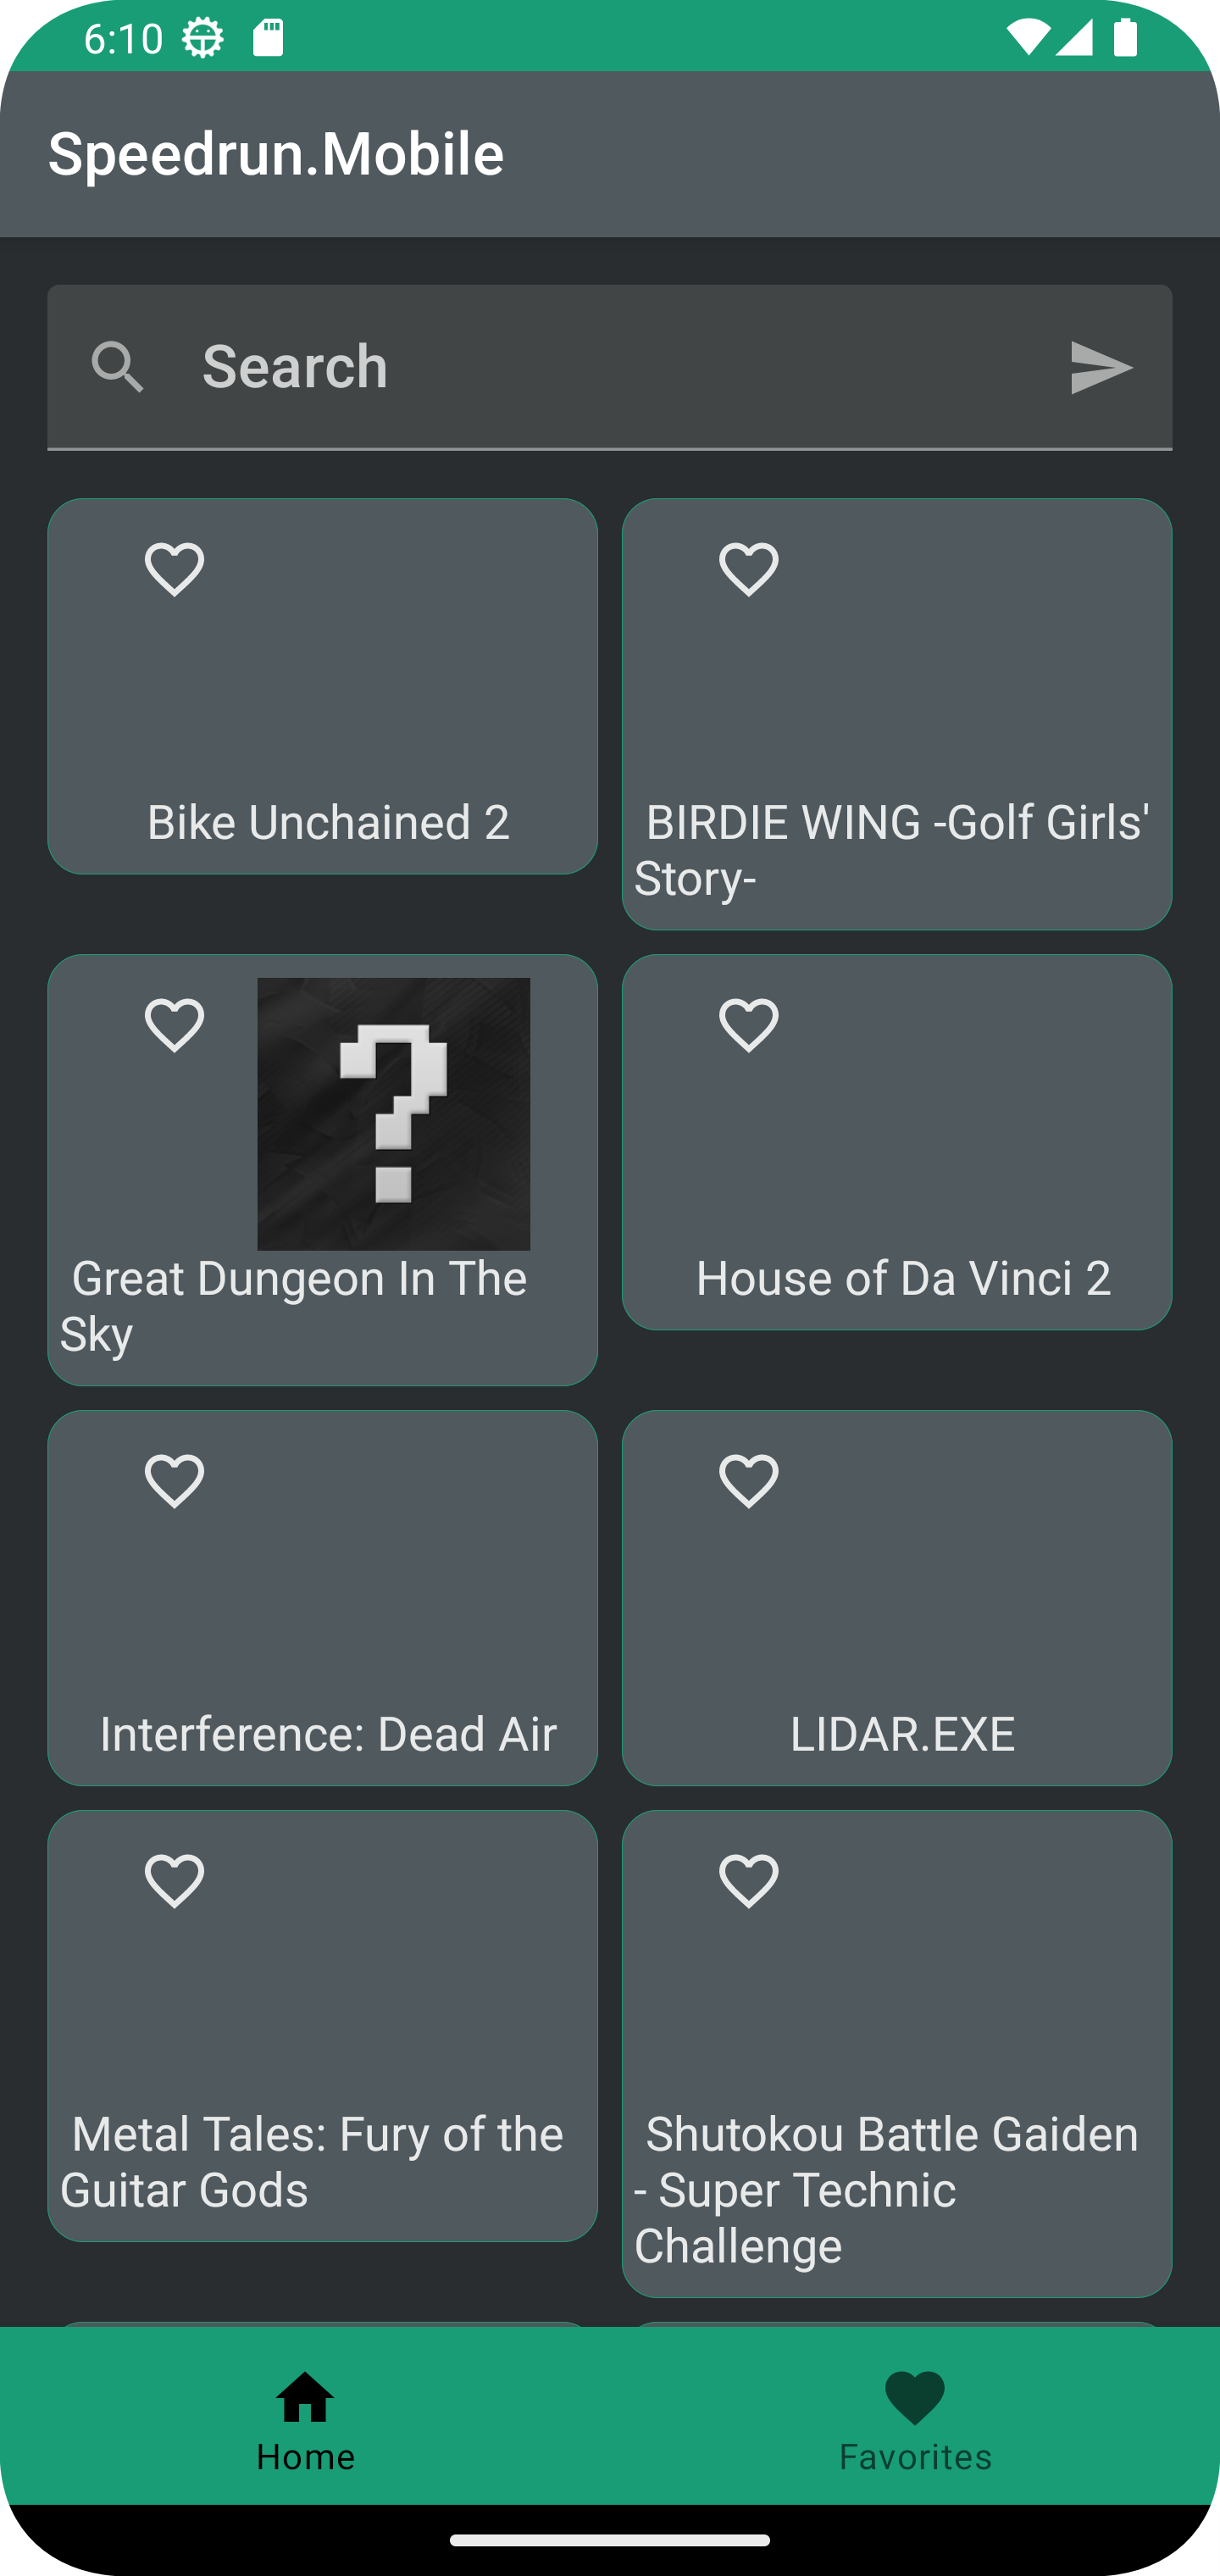 6:10
Speedrun.Mobile
Search
Bike Unchained 2
BIRDIE WING -Golf Girls'
Story-
?
Great Dungeon In The
Sky
House of Da Vinci 2
Interference: Dead Air
LIDAR.EXE
Metal Tales: Fury of the
Guitar Gods
Shutokou Battle Gaiden
- Super Technic
Challenge
Home
Favorites